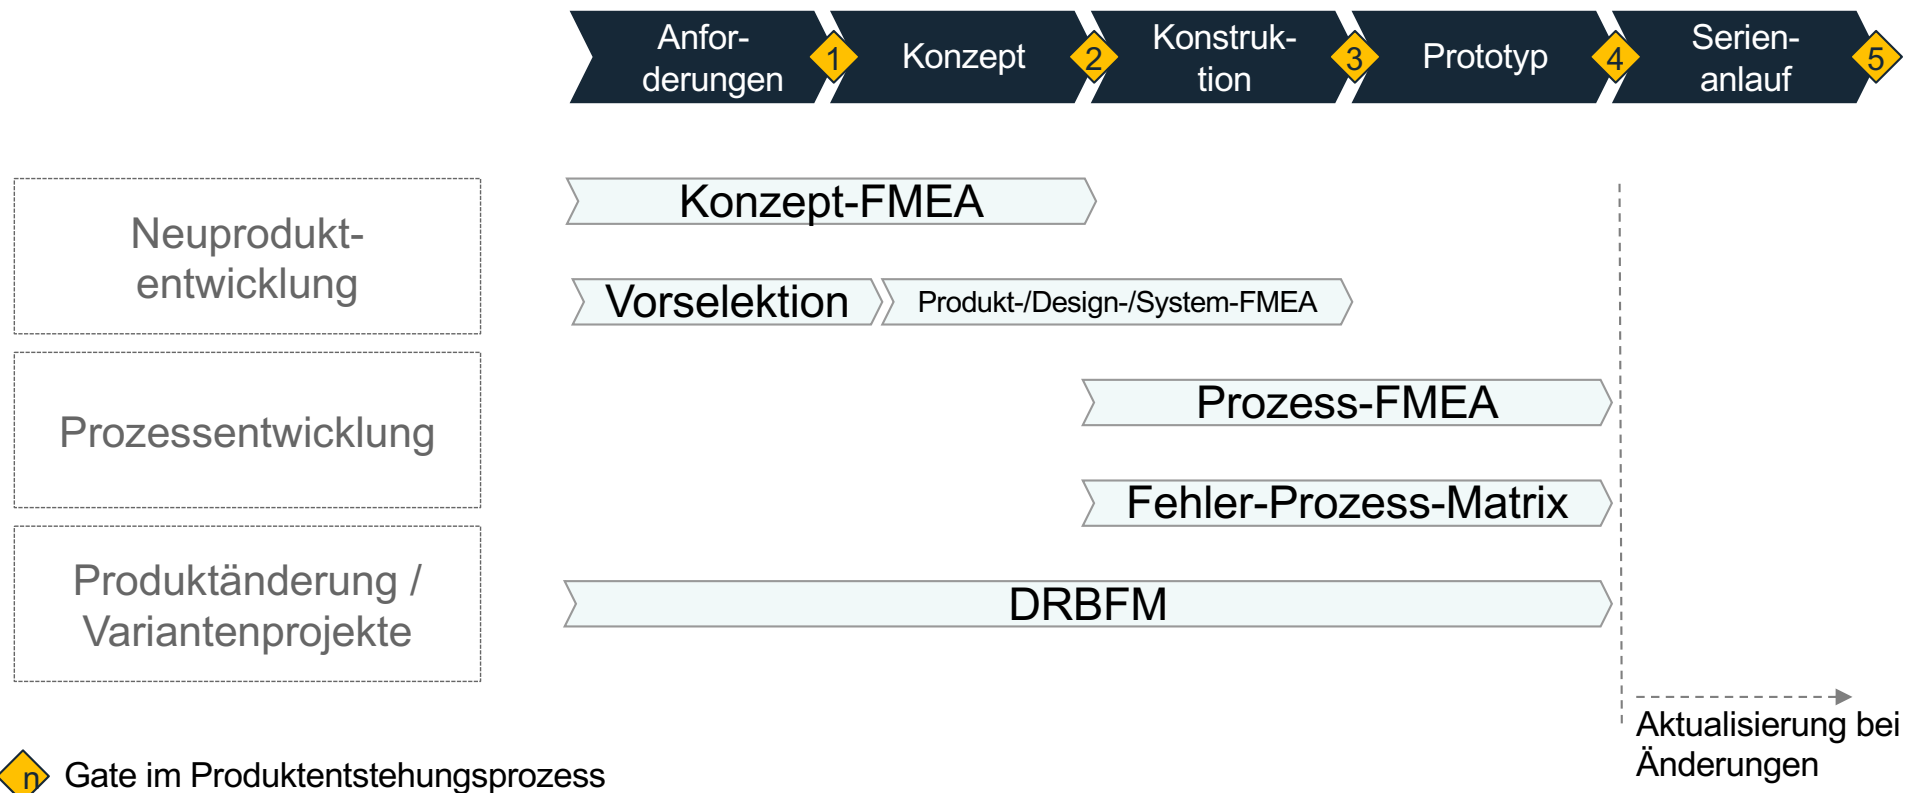 Anfor-
derungen
1
Konzept
2
Konstruk-
tion
3
Prototyp
4
Serien-
anlauf
5
Neuprodukt-
entwicklung
Konzept-FMEA
Vorselektion
Produkt-/Design-/System-FMEA
Prozessentwicklung
Prozess-FMEA
Fehler-Prozess-Matrix
Produktänderung /
Variantenprojekte
DRBFM
Aktualisierung bei
Änderungen
n
Gate im Produktentstehungsprozess